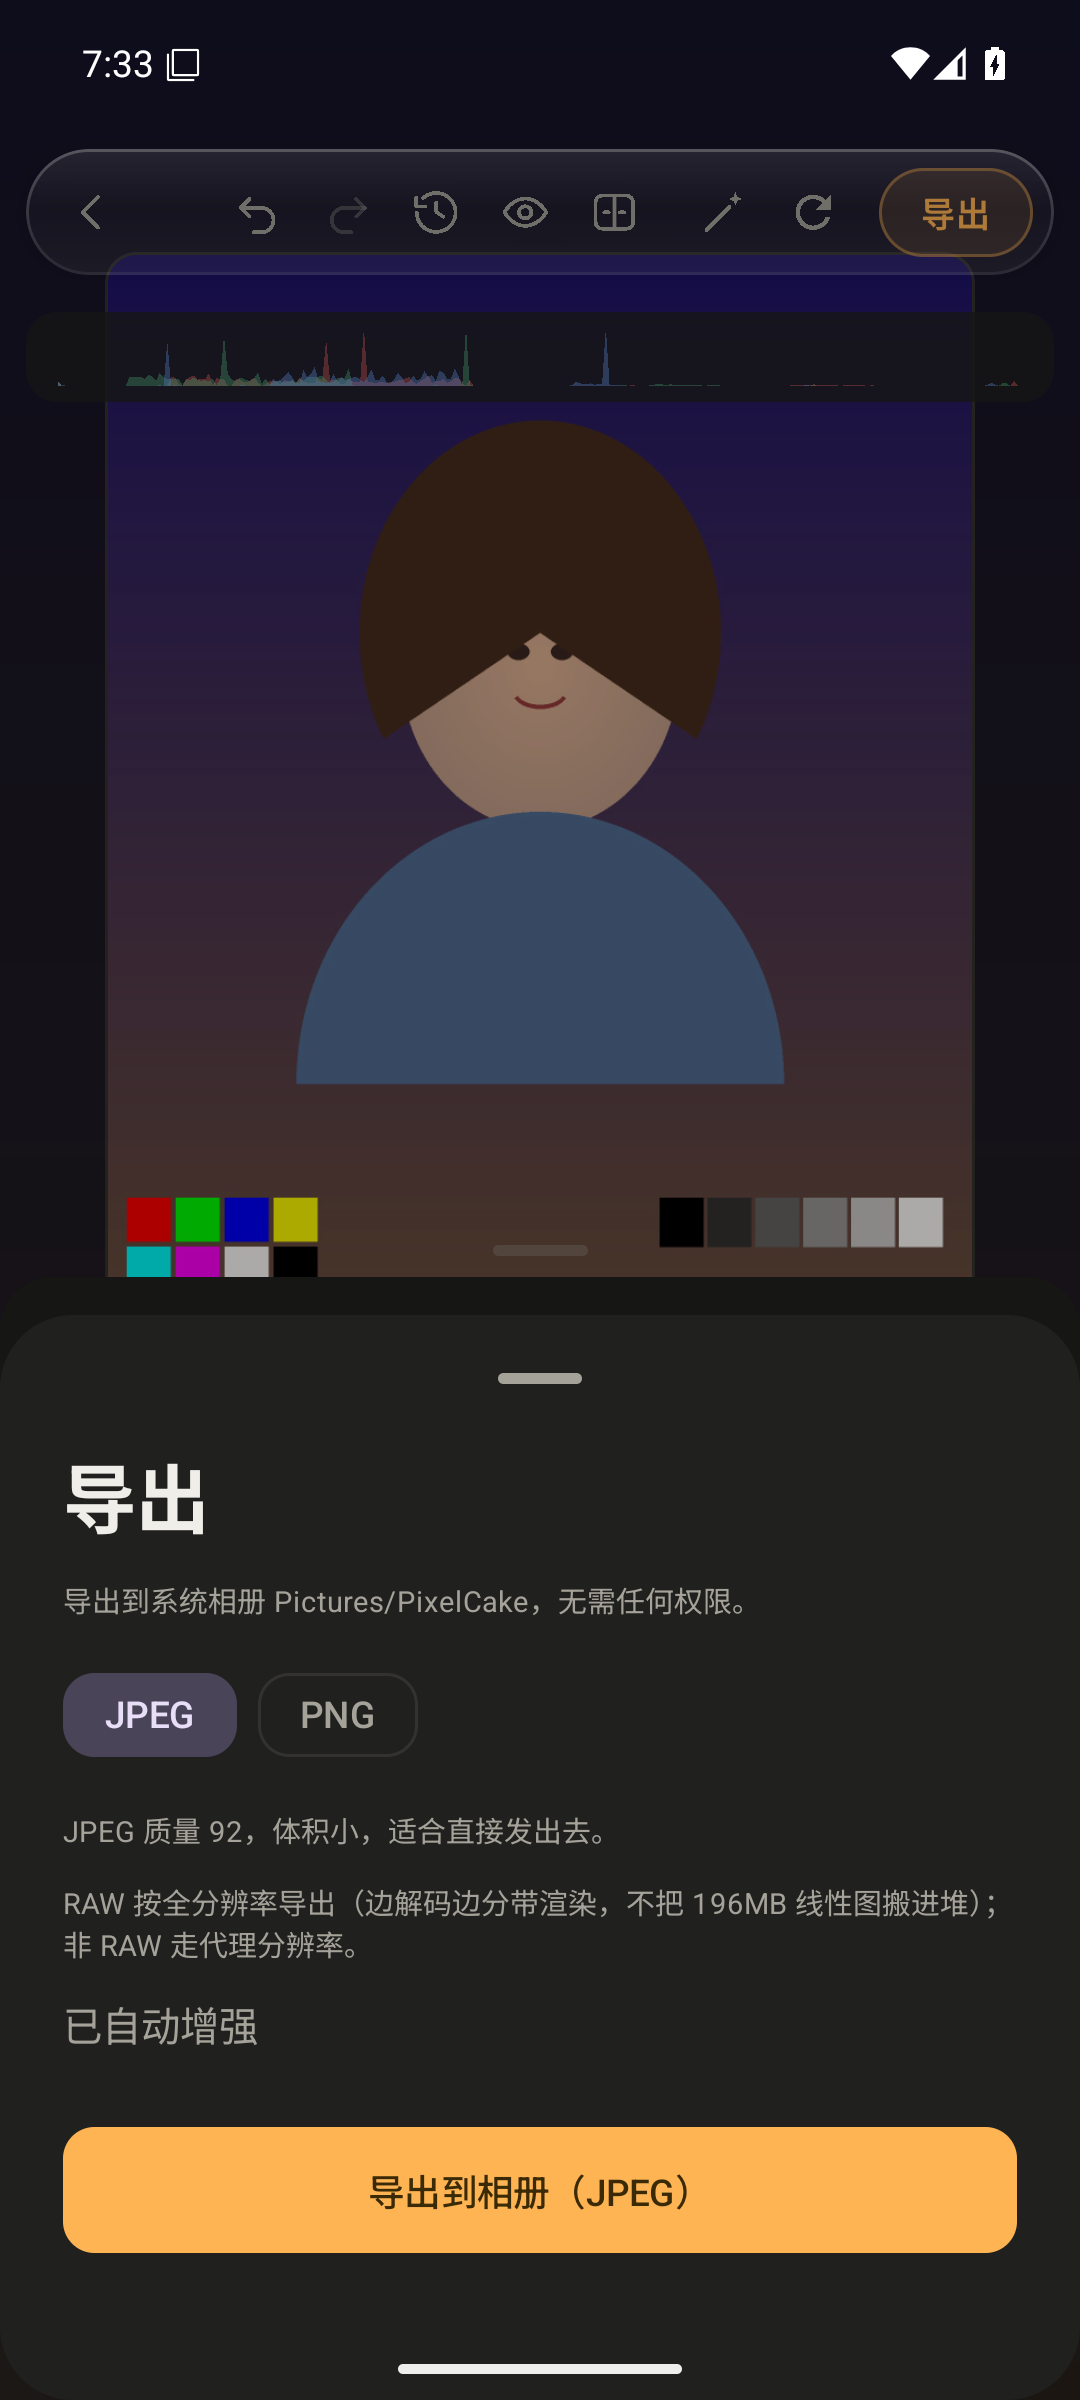 7:33
导出
导出
导出到系统相册 Pictures/PixelCake，无需任何权限。
JPEG
PNG
JPEG 质量 92，体积小，适合直接发出去。
RAW 按全分辨率导出（边解码边分带渲染，不把 196MB 线性图搬进堆）；
非 RAW 走代理分辨率。
已自动增强
导出到相册（JPEG）